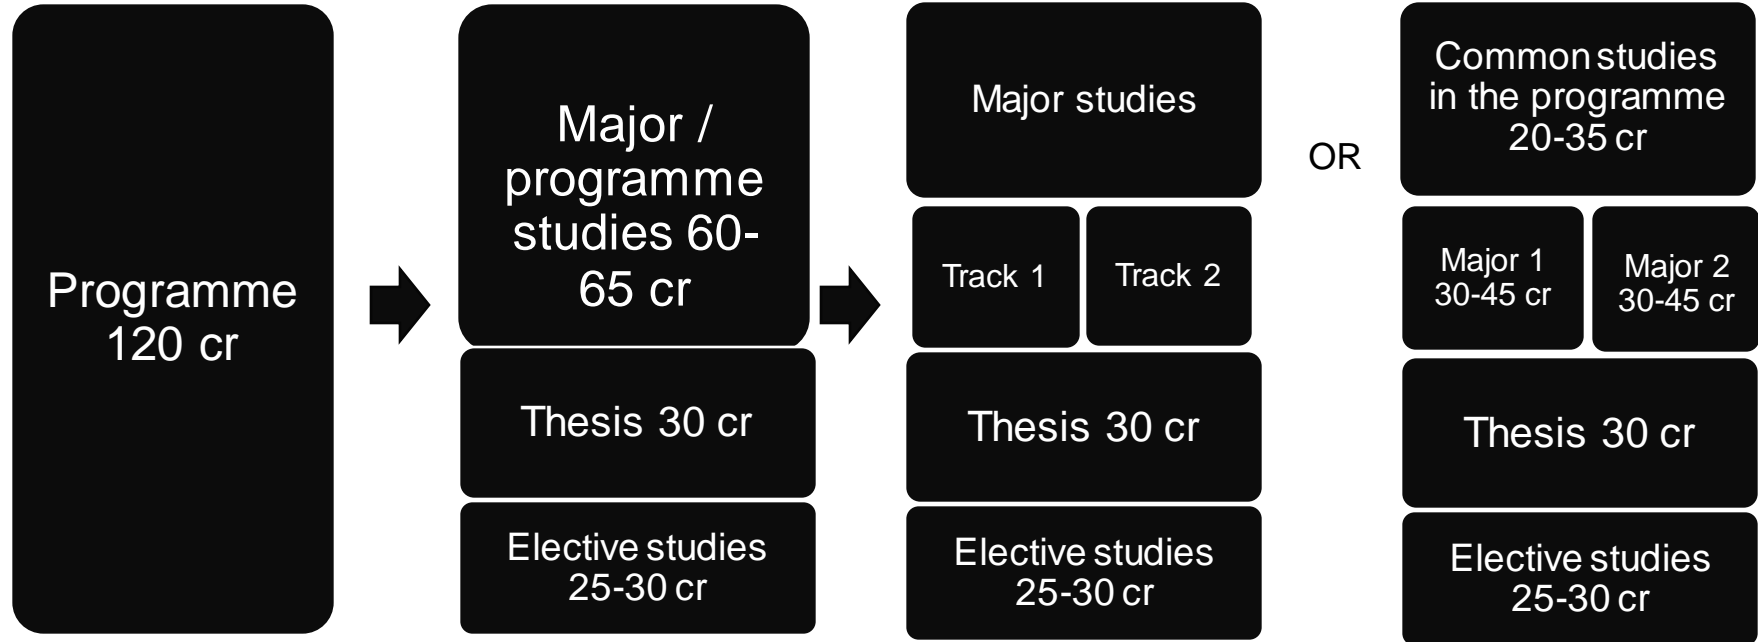 Programme
120 cr
Major /
programme
studies 60-
65 cr
Thesis 30 cr
Elective studies
25-30 cr
Major studies
Track 1
Track 2
Thesis 30 cr
Elective studies
25-30 cr
OR
Common studies
in the programme
20-35 cr
Major 1
30-45 cr
Major 2
30-45 cr
Thesis 30 cr
Elective studies
25-30 cr